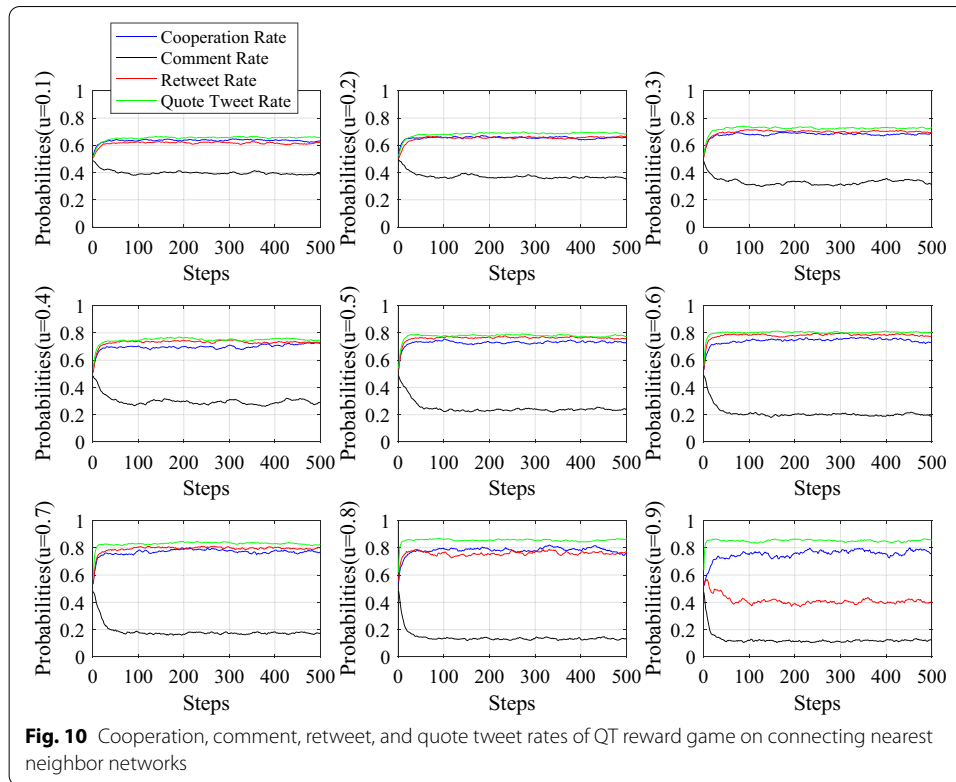 Cooperation Rate
Comment Rate
Retweet Rate
Quote Tweet Rate
Probabilities(u=0.1)
1
0.8
0.6
0.4
0.2
0
0 100 200 300 400 500
Steps
Probabilities(u=0.2)
1
0.8
0.6
0.4
0.2
0
0 100 200 300 400 500
Steps
Probabilities(u=0.3)
1
0.8
0.6
0.4
0.2
0
0 100 200 300 400 500
Steps
Probabilities(u=0.4)
1
0.8
0.6
0.4
0.2
0
0 100 200 300 400 500
Steps
Probabilities(u=0.5)
1
0.8
0.6
0.4
0.2
0
0 100 200 300 400 500
Steps
Probabilities(u=0.6)
1
0.8
0.6
0.4
0.2
0
0 100 200 300 400 500
Steps
Probabilities(u=0.7)
1
0.8
0.6
0.4
0.2
0
0 100 200 300 400 500
Steps
Probabilities(u=0.8)
1
0.8
0.6
0.4
0.2
0
0 100 200 300 400 500
Steps
Probabilities(u=0.9)
1
0.8
0.6
0.4
0.2
0
0 100 200 300 400 500
Steps
Fig. 10 Cooperation, comment, retweet, and quote tweet rates of QT reward game on connecting nearest
neighbor networks